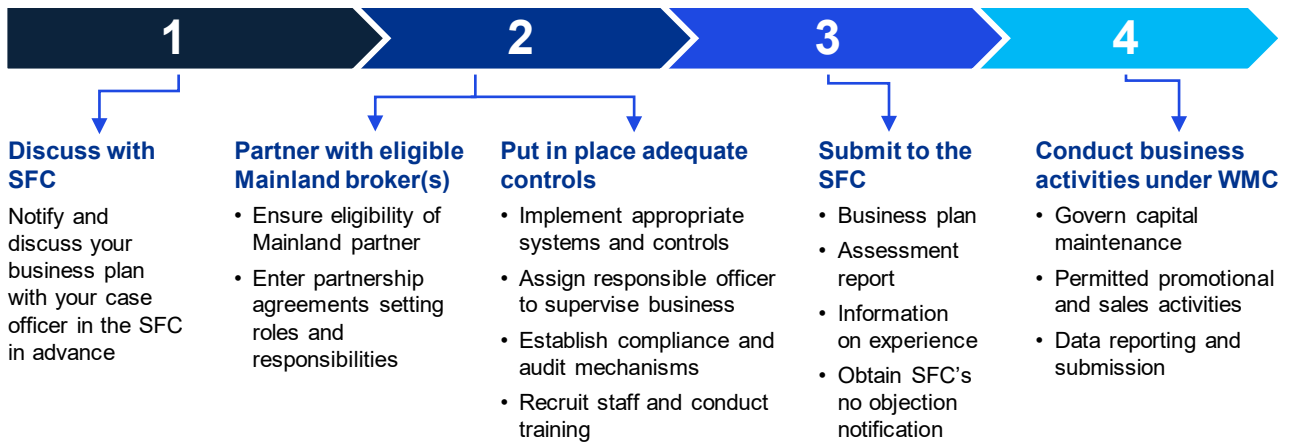 1
2
3
4
Discuss with
SFC
Notify and
discuss your
business plan
with your case
officer in the SFC
in advance
Partner with eligible
Mainland broker(s)
• Ensure eligibility of
Mainland partner
• Enter partnership
agreements setting
roles and
responsibilities
Put in place adequate
controls
• Implement appropriate
systems and controls
• Assign responsible officer
to supervise business
• Establish compliance and
audit mechanisms
• Recruit staff and conduct
training
Submit to the
SFC
• Business plan
• Assessment
report
• Information
on experience
• Obtain SFC's
no objection
notification
Conduct business
activities under WMC
• Govern capital
maintenance
• Permitted promotional
and sales activities
• Data reporting and
submission